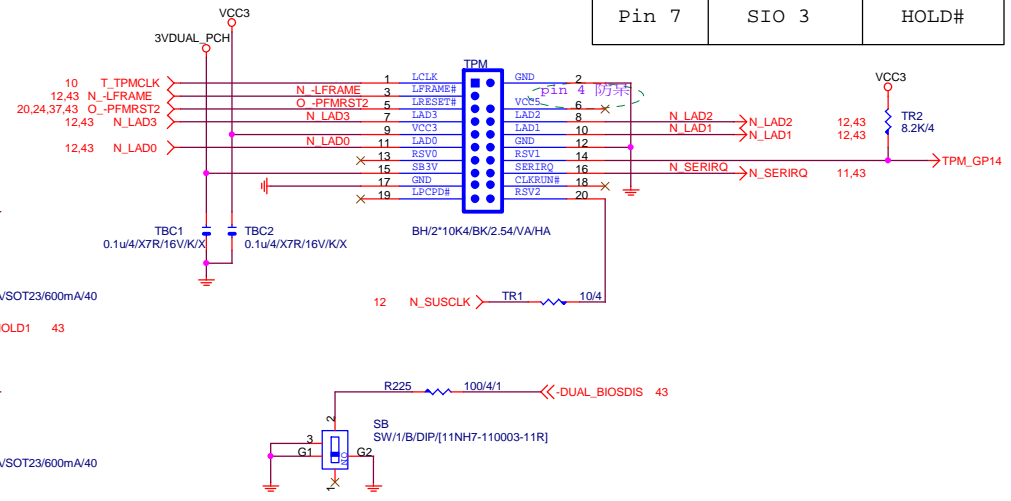 VCC3
3VDUAL_PCH
Pin 7 SIO 3 HOLD#
TPM
10 T_TPMCLK 1 LCLK GND 2
12,43 N_-LFRAME N_-LFRAME 3 LFRAME# pin 4 防呆
20,24,37,43 O_-PFMRST2 O_-PFMRST2 5 LRESET# VCC5 6
12,43 N_LAD3 N_LAD3 7 LAD3 LAD2 8 N_LAD2 N_LAD2 12,43
9 VCC3 LAD1 10 N_LAD1 N_LAD1 12,43
12,43 N_LAD0 N_LAD0 11 LAD0 GND 12
13 RSV0 RSV1 14 TPM_GP14
15 SB3V SERIRQ 16 N_SERIRQ N_SERIRQ 11,43
17 GND CLKRUN# 18
19 LPCPD# RSV2 20
VCC3
TR2
8.2K/4
TBC1
0.1u/4/X7R/16V/K/X
TBC2
0.1u/4/X7R/16V/K/X
BH/2*10K4/BK/2.54/VA/HA
/SOT23/600mA/40
12 N_SUSCLK TR1 10/4
OLD1 43
R225 100/4/1 -DUAL_BIOSDIS 43
2
SB
SW/1/B/DIP/[11NH7-110003-11R]
3
G1 G2
ON
1
/SOT23/600mA/40